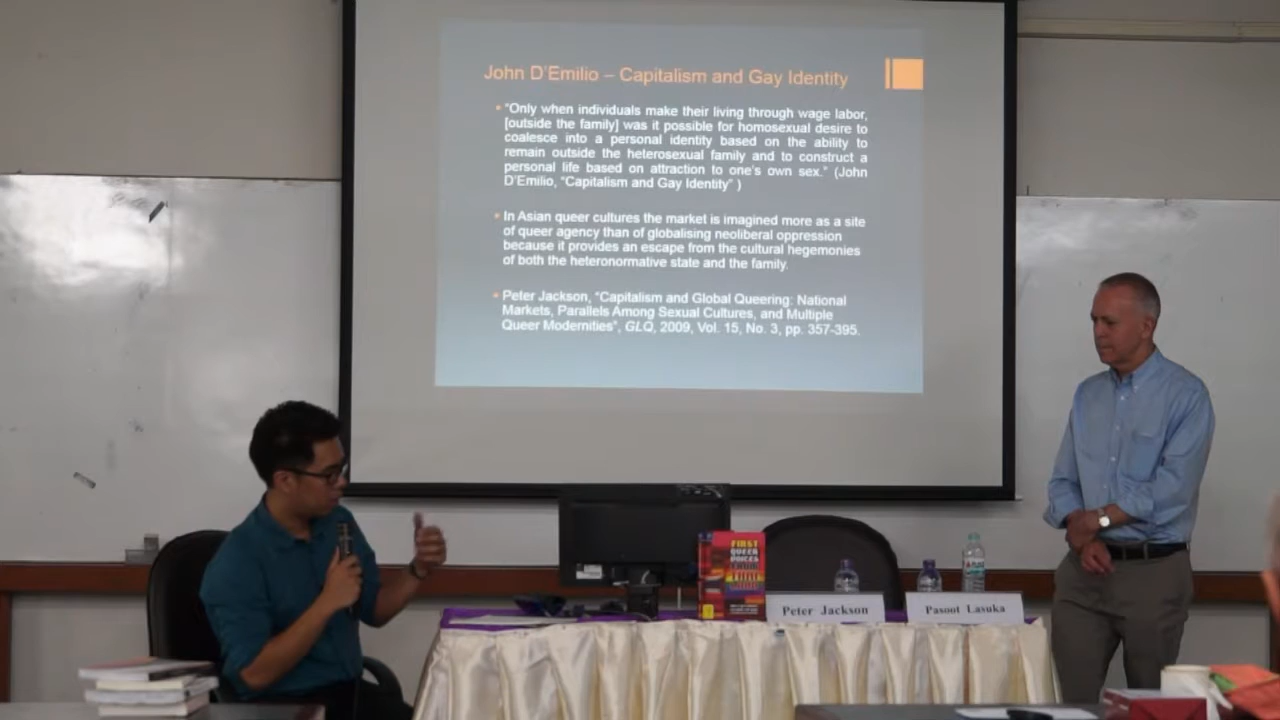 John D'Emilio – Capitalism and Gay Identity
"Only when individuals make their living through wage labor,
[outside the family] was it possible for homosexual desire to
coalesce into a personal identity based on the ability to
remain outside the heterosexual family and to construct a
personal life based on attraction to one's own sex." (John
D'Emilio, "Capitalism and Gay Identity" )
In Asian queer cultures the market is imagined more as a site
of queer agency than of globalising neoliberal oppression
because it provides an escape from the cultural hegemonies
of both the heteronormative state and the family.
Peter Jackson, "Capitalism and Global Queering: National
Markets, Parallels Among Sexual Cultures, and Multiple
Queer Modernities", GLQ, 2009, Vol. 15, No. 3, pp. 357-395.
FIRST
QUEER
VOICES
FROM
Peter Jackson
Pasoot Lasuka